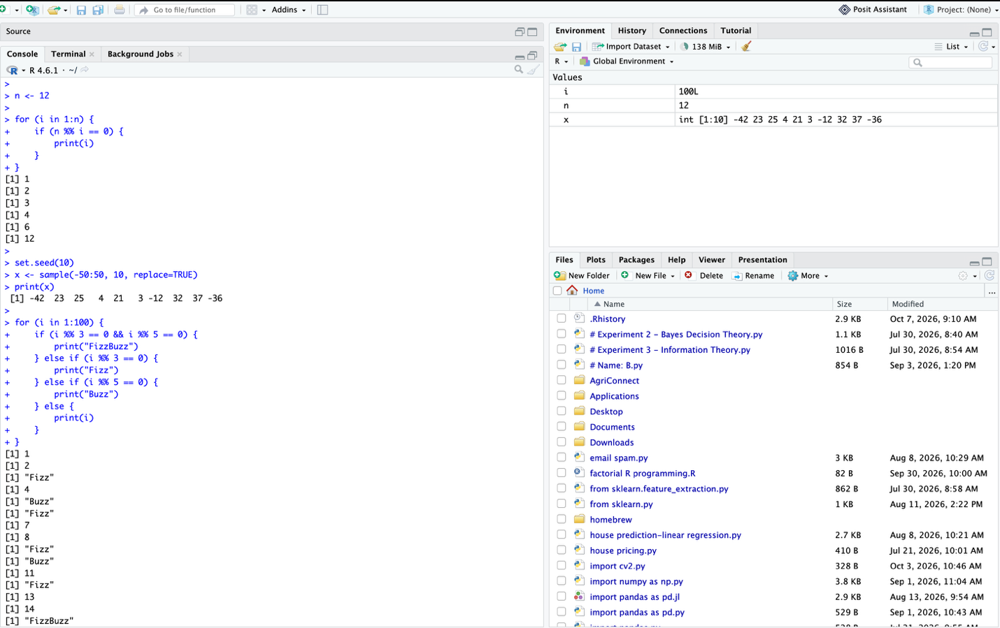 Go to file/function
Addins
Posit Assistant
Project: (None)
Source
Console
Terminal
Background Jobs
R 4.6.1 · ~/
>
> n <- 12
>
> for (i in 1:n) {
+     if (n %% i == 0) {
+         print(i)
+     }
+ }
[1] 1
[1] 2
[1] 3
[1] 4
[1] 6
[1] 12
>
> set.seed(10)
> x <- sample(-50:50, 10, replace=TRUE)
> print(x)
 [1] -42  23  25   4  21   3 -12  32  37 -36
>
> for (i in 1:100) {
+     if (i %% 3 == 0 && i %% 5 == 0) {
+         print("FizzBuzz")
+     } else if (i %% 3 == 0) {
+         print("Fizz")
+     } else if (i %% 5 == 0) {
+         print("Buzz")
+     } else {
+         print(i)
+     }
+ }
[1] 1
[1] 2
[1] "Fizz"
[1] 4
[1] "Buzz"
[1] "Fizz"
[1] 7
[1] 8
[1] "Fizz"
[1] "Buzz"
[1] 11
[1] "Fizz"
[1] 13
[1] 14
[1] "FizzBuzz"
Environment
History
Connections
Tutorial
Import Dataset
138 MiB
List
R
Global Environment
Values
i 100L
n 12
x int [1:10] -42 23 25 4 21 3 -12 32 37 -36
Files
Plots
Packages
Help
Viewer
Presentation
New Folder
New File
Delete
Rename
More
Home
...
Name Size Modified
.Rhistory 2.9 KB Oct 7, 2026, 9:10 AM
# Experiment 2 - Bayes Decision Theory.py 1.1 KB Jul 30, 2026, 8:40 AM
# Experiment 3 - Information Theory.py 1016 B Jul 30, 2026, 8:54 AM
# Name: B.py 854 B Sep 3, 2026, 1:20 PM
AgriConnect
Applications
Desktop
Documents
Downloads
email spam.py 3 KB Aug 8, 2026, 10:29 AM
factorial R programming.R 82 B Sep 30, 2026, 10:00 AM
from sklearn.feature_extraction.py 862 B Jul 30, 2026, 8:58 AM
from sklearn.py 1 KB Aug 11, 2026, 2:22 PM
homebrew
house prediction-linear regression.py 2.7 KB Aug 8, 2026, 10:21 AM
house pricing.py 410 B Jul 21, 2026, 10:01 AM
import cv2.py 328 B Oct 3, 2026, 10:46 AM
import numpy as np.py 3.8 KB Sep 1, 2026, 11:04 AM
import pandas as pd.jl 2.9 KB Aug 13, 2026, 9:54 AM
import pandas as pd.py 529 B Sep 1, 2026, 10:43 AM